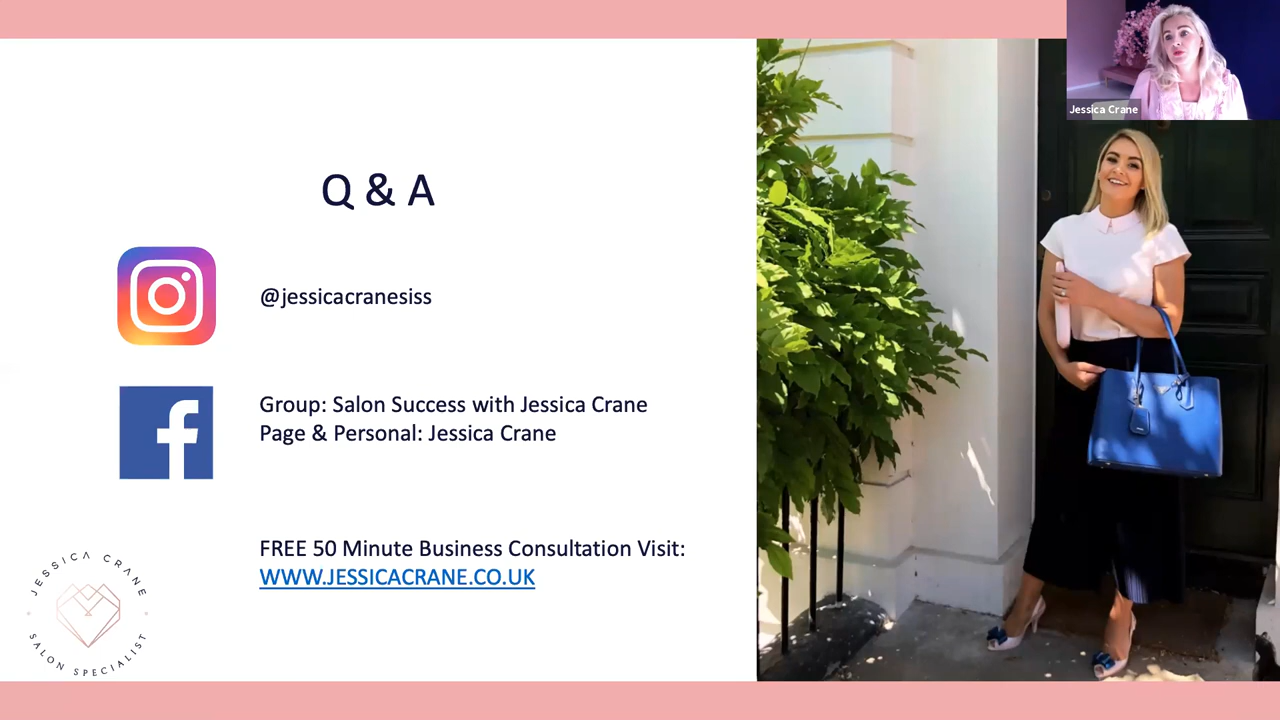 Jessica Crane
Q & A
@jessicacranesiss
Group: Salon Success with Jessica Crane
Page & Personal: Jessica Crane
FREE 50 Minute Business Consultation Visit:
WWW.JESSICACRANE.CO.UK
JESSICA CRANE
SALON SPECIALIST